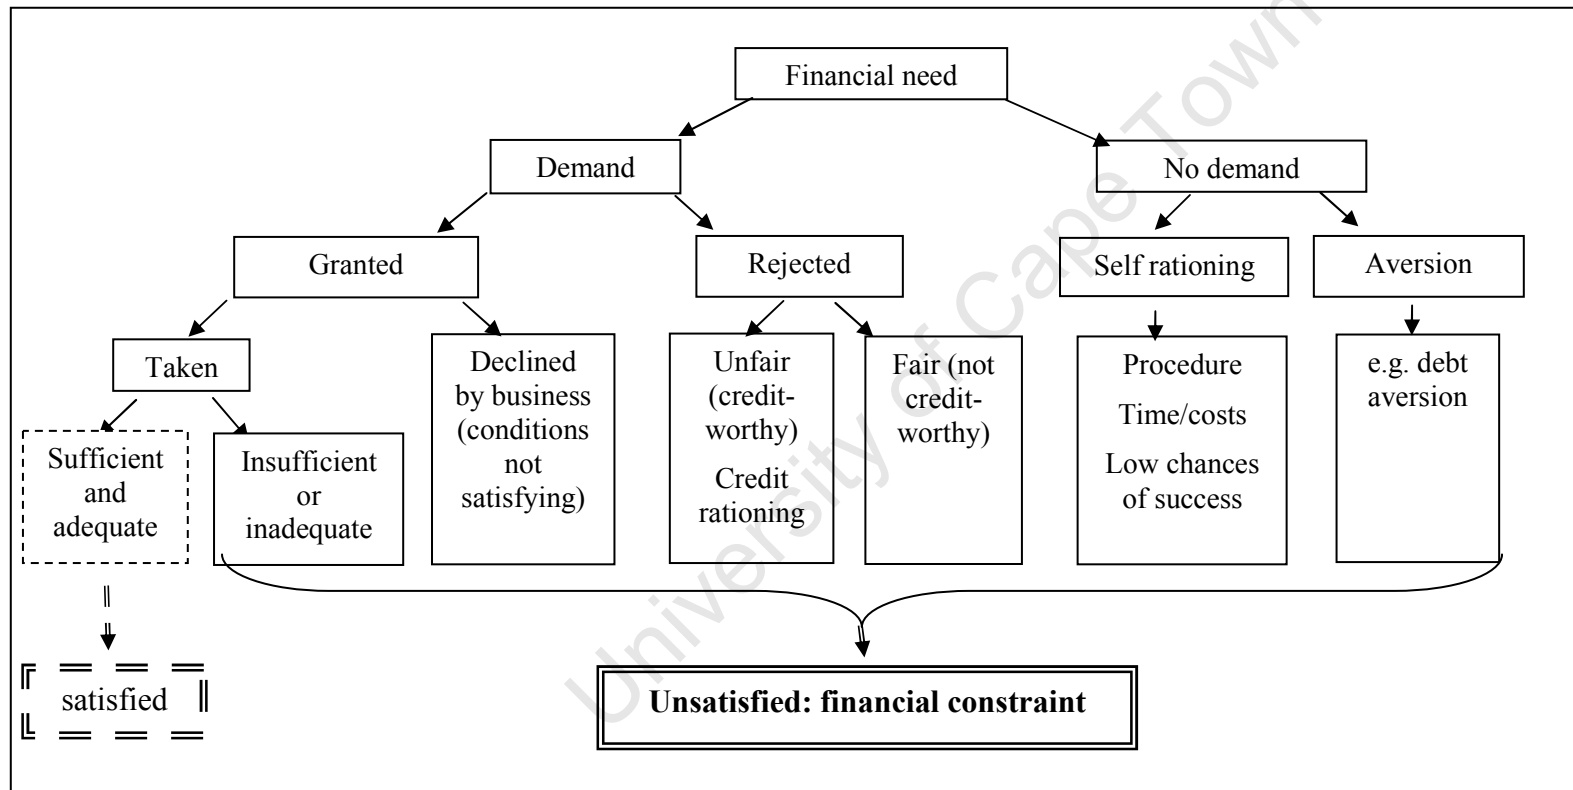 Financial need
Demand
No demand
Granted
Rejected
Self rationing
Aversion
Taken
Declined
by business
(conditions
not
satisfying)
Unfair
(credit-
worthy)
Credit
rationing
Fair (not
credit-
worthy)
Procedure
Time/costs
Low chances
of success
e.g. debt
aversion
Sufficient
and
adequate
Insufficient
or
inadequate
satisfied
Unsatisfied: financial constraint
University of Cape Town